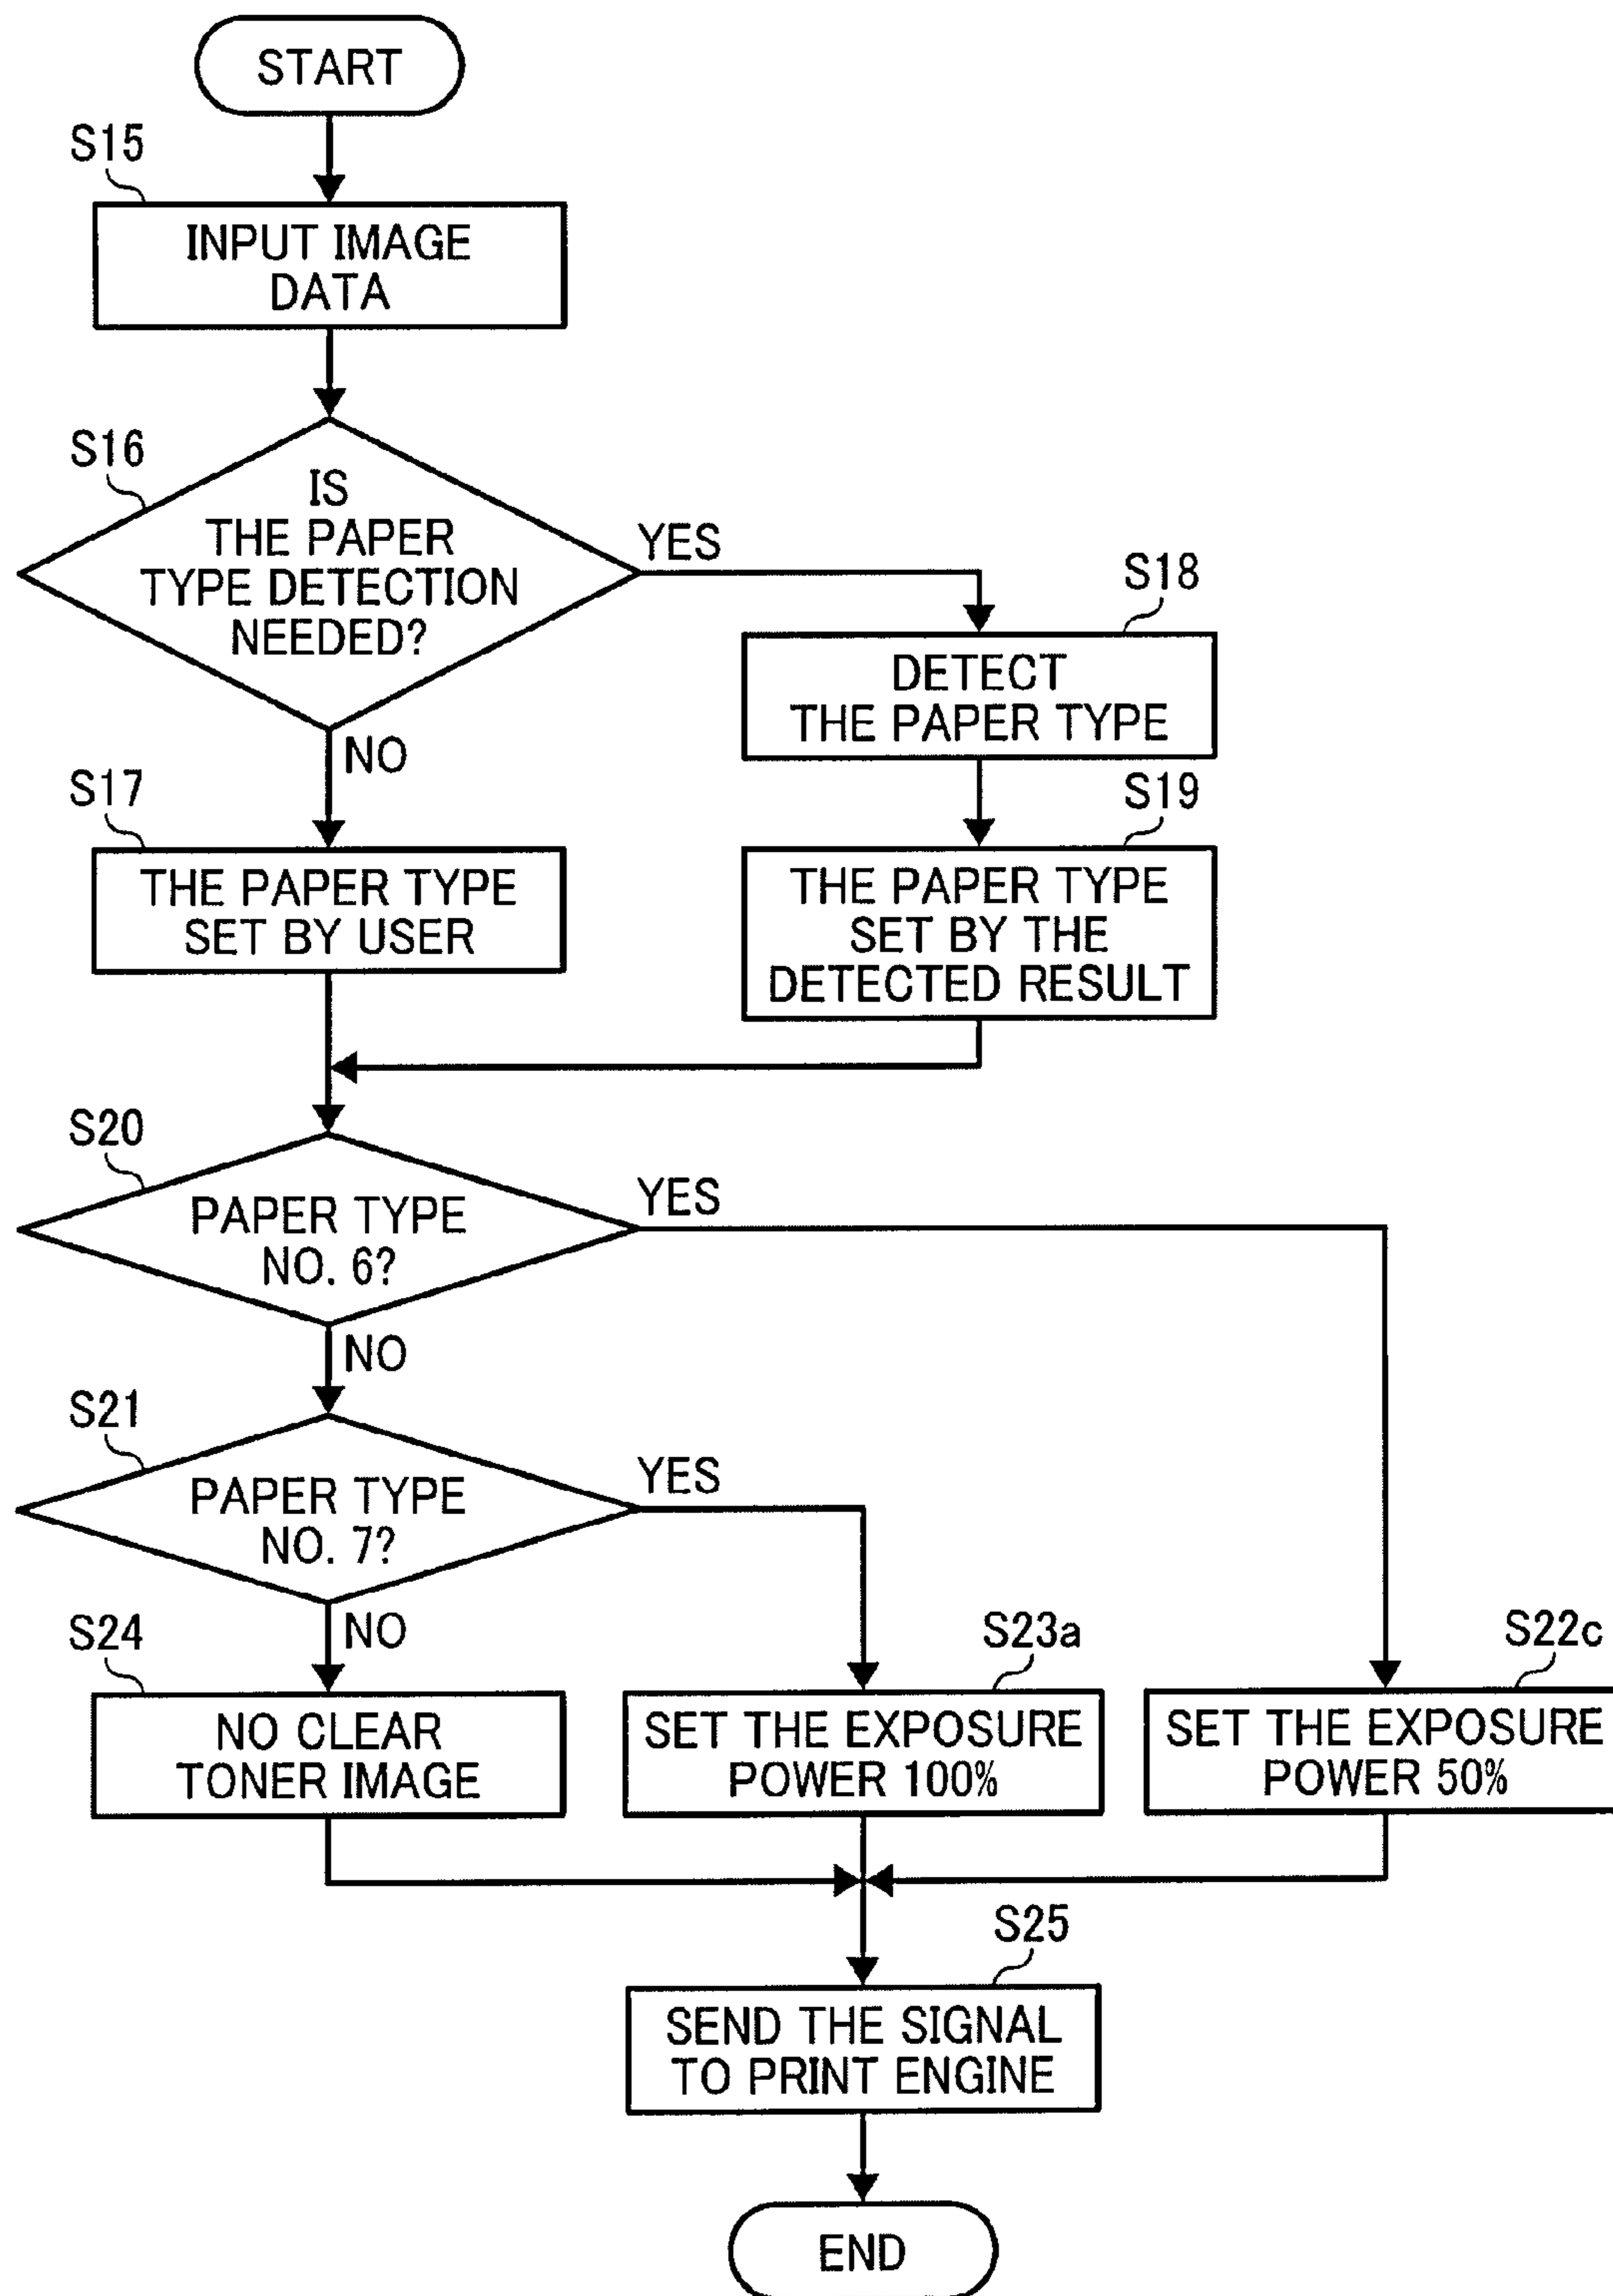 START
S15
INPUT IMAGE
DATA
S16
IS
THE PAPER
TYPE DETECTION
NEEDED?
YES
NO
S18
DETECT
THE PAPER TYPE
S17
THE PAPER TYPE
SET BY USER
S19
THE PAPER TYPE
SET BY THE
DETECTED RESULT
S20
PAPER TYPE
NO. 6?
YES
NO
S21
PAPER TYPE
NO. 7?
YES
NO
S24
NO CLEAR
TONER IMAGE
S23a
SET THE EXPOSURE
POWER 100%
S22c
SET THE EXPOSURE
POWER 50%
S25
SEND THE SIGNAL
TO PRINT ENGINE
END